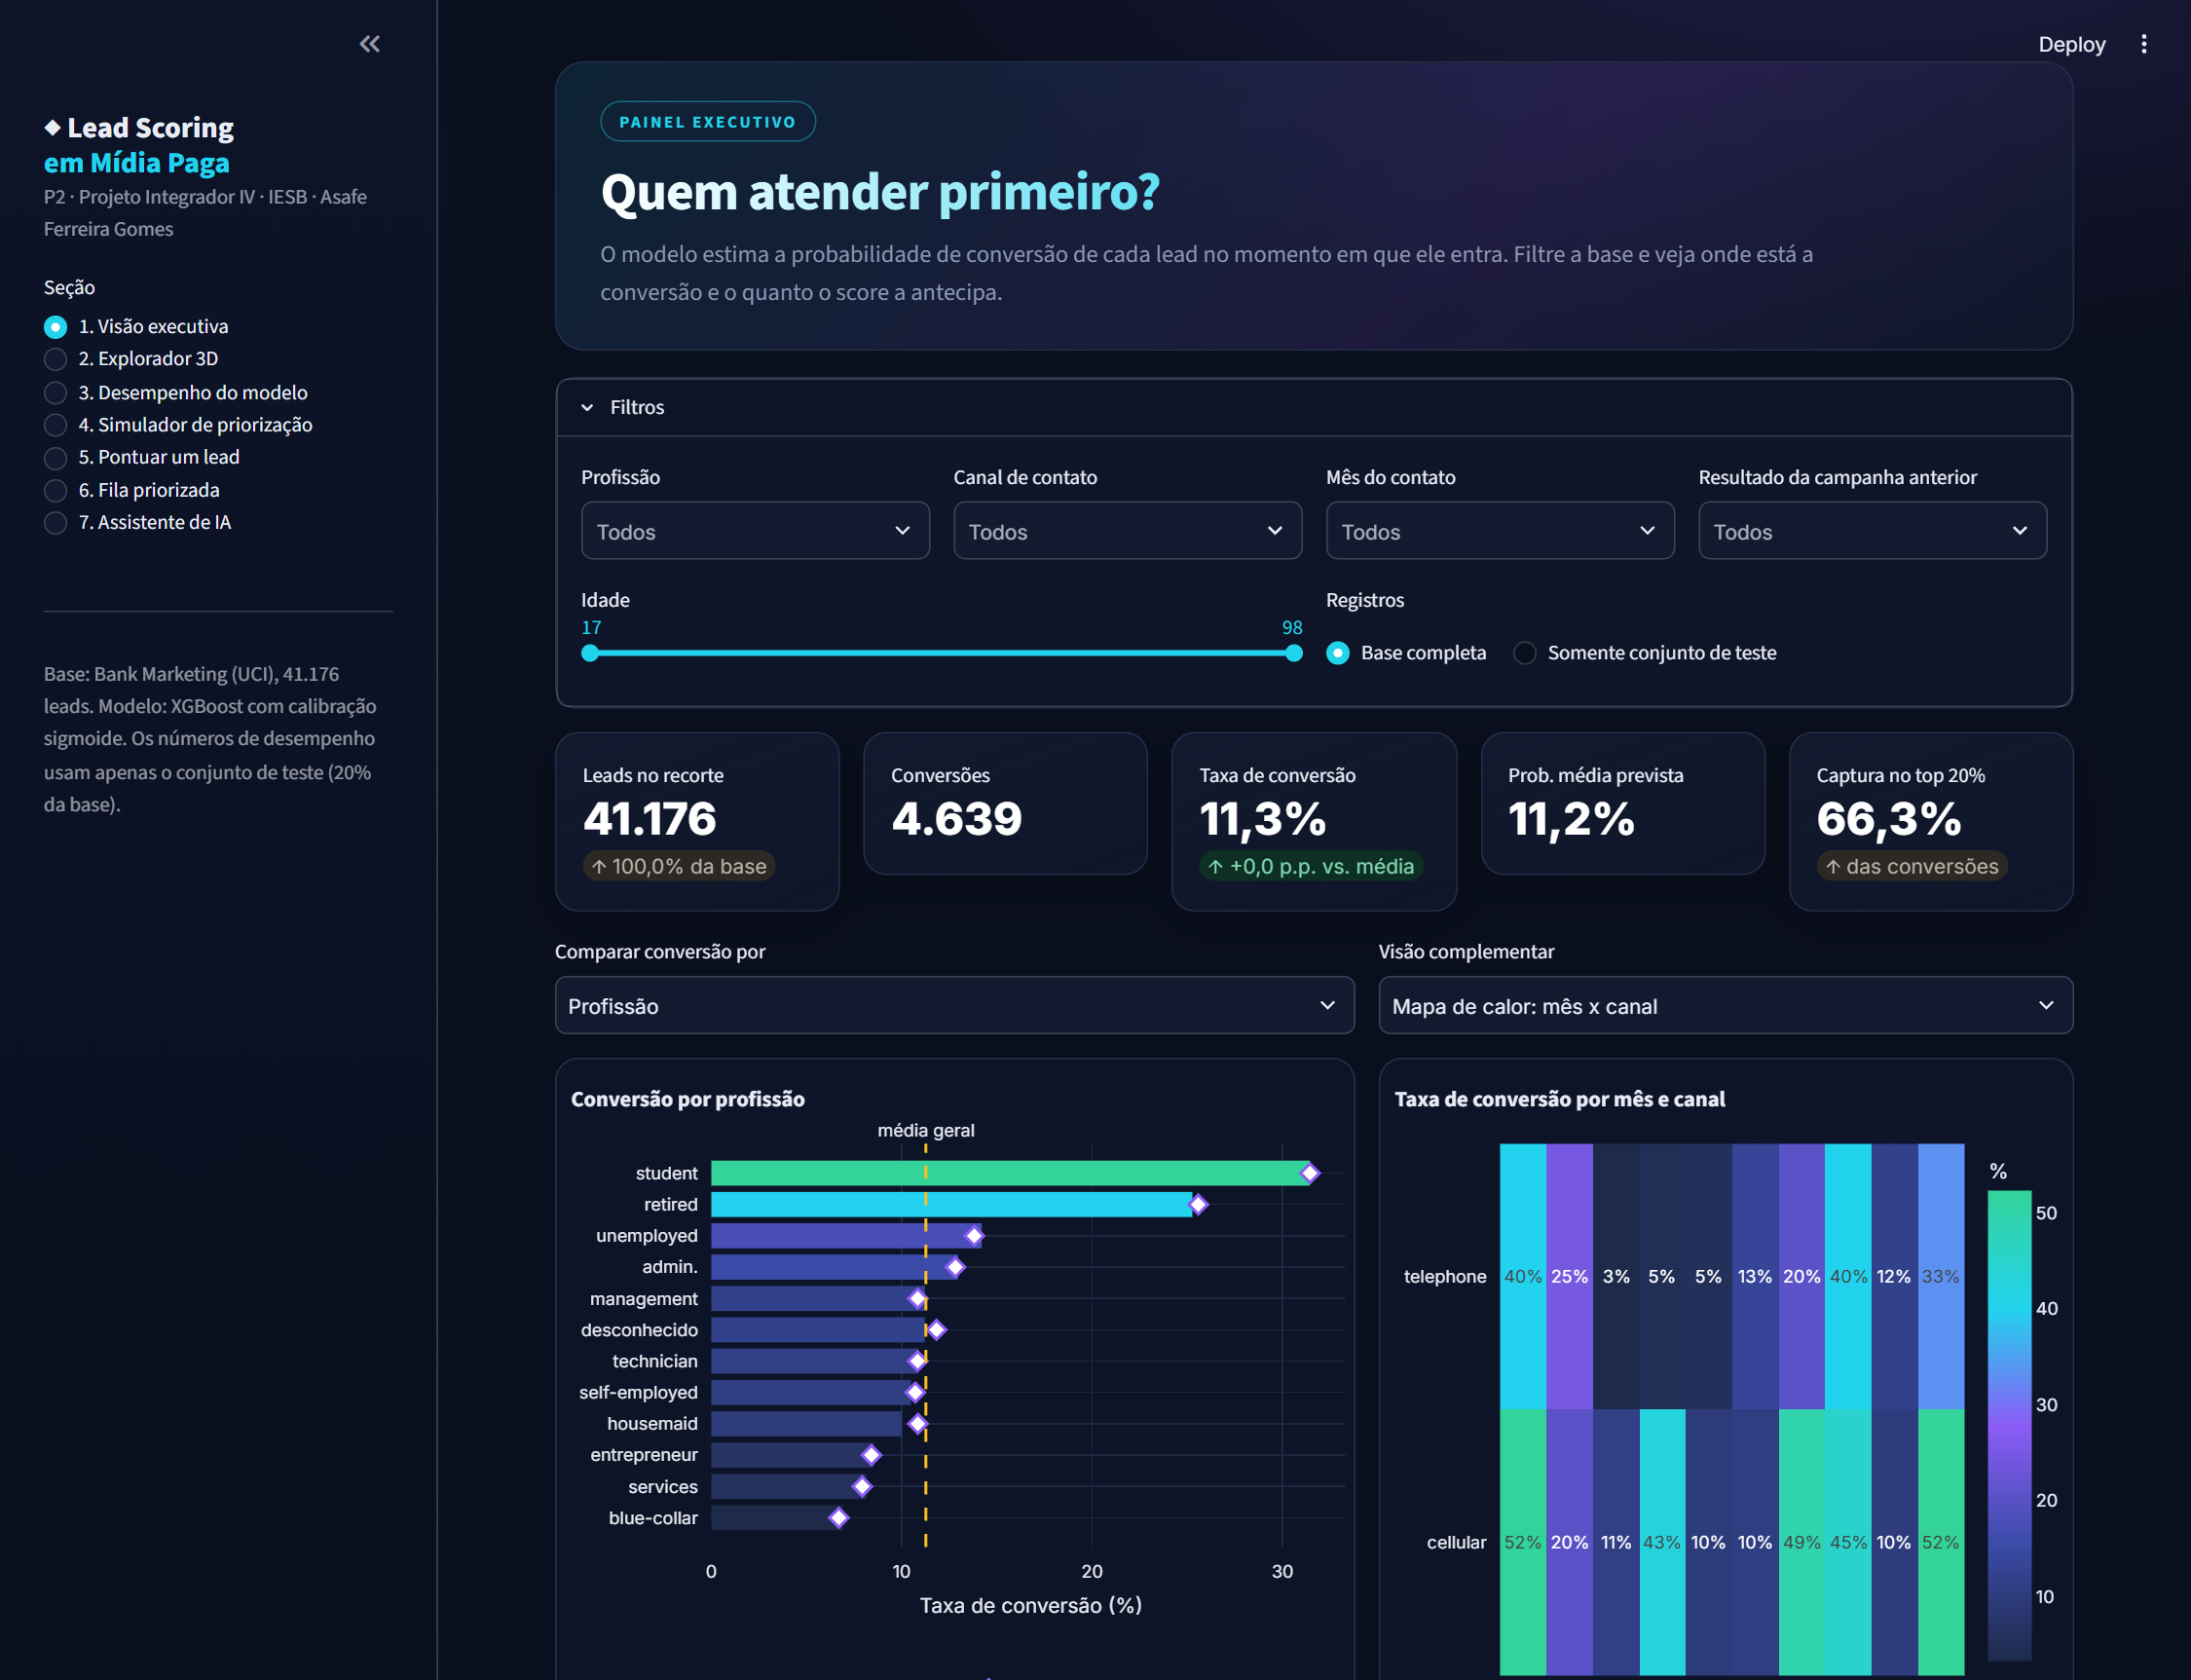 Deploy
◆ Lead Scoring
em Mídia Paga
P2 · Projeto Integrador IV · IESB · Asafe
Ferreira Gomes
Seção
1. Visão executiva
2. Explorador 3D
3. Desempenho do modelo
4. Simulador de priorização
5. Pontuar um lead
6. Fila priorizada
7. Assistente de IA
Base: Bank Marketing (UCI), 41.176
leads. Modelo: XGBoost com calibração
sigmoide. Os números de desempenho
usam apenas o conjunto de teste (20%
da base).
PAINEL EXECUTIVO
Quem atender primeiro?
O modelo estima a probabilidade de conversão de cada lead no momento em que ele entra. Filtre a base e veja onde está a
conversão e o quanto o score a antecipa.
Filtros
Profissão Canal de contato Mês do contato Resultado da campanha anterior
Todos Todos Todos Todos
Idade Registros
17 98
Base completa Somente conjunto de teste
Leads no recorte Conversões Taxa de conversão Prob. média prevista Captura no top 20%
41.176 4.639 11,3% 11,2% 66,3%
↑ 100,0% da base ↑ +0,0 p.p. vs. média ↑ das conversões
Comparar conversão por Visão complementar
Profissão Mapa de calor: mês x canal
Conversão por profissão
média geral
student
retired
unemployed
admin.
management
desconhecido
technician
self-employed
housemaid
entrepreneur
services
blue-collar
0 10 20 30
Taxa de conversão (%)
Taxa de conversão por mês e canal
telephone 40% 25% 3% 5% 5% 13% 20% 40% 12% 33%
cellular 52% 20% 11% 43% 10% 10% 49% 45% 10% 52%
%
50
40
30
20
10